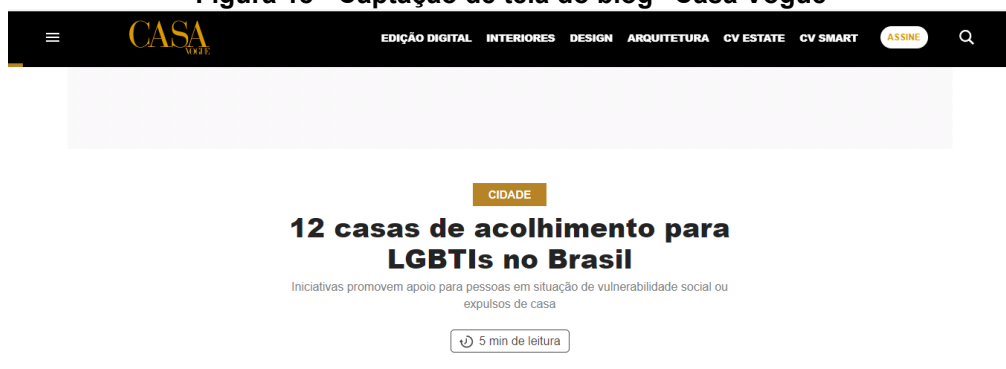 CASA
VOGUE
EDIÇÃO DIGITAL INTERIORES DESIGN ARQUITETURA CV ESTATE CV SMART ASSINE
CIDADE
12 casas de acolhimento para
LGBTIs no Brasil
Iniciativas promovem apoio para pessoas em situação de vulnerabilidade social ou
expulsos de casa
5 min de leitura